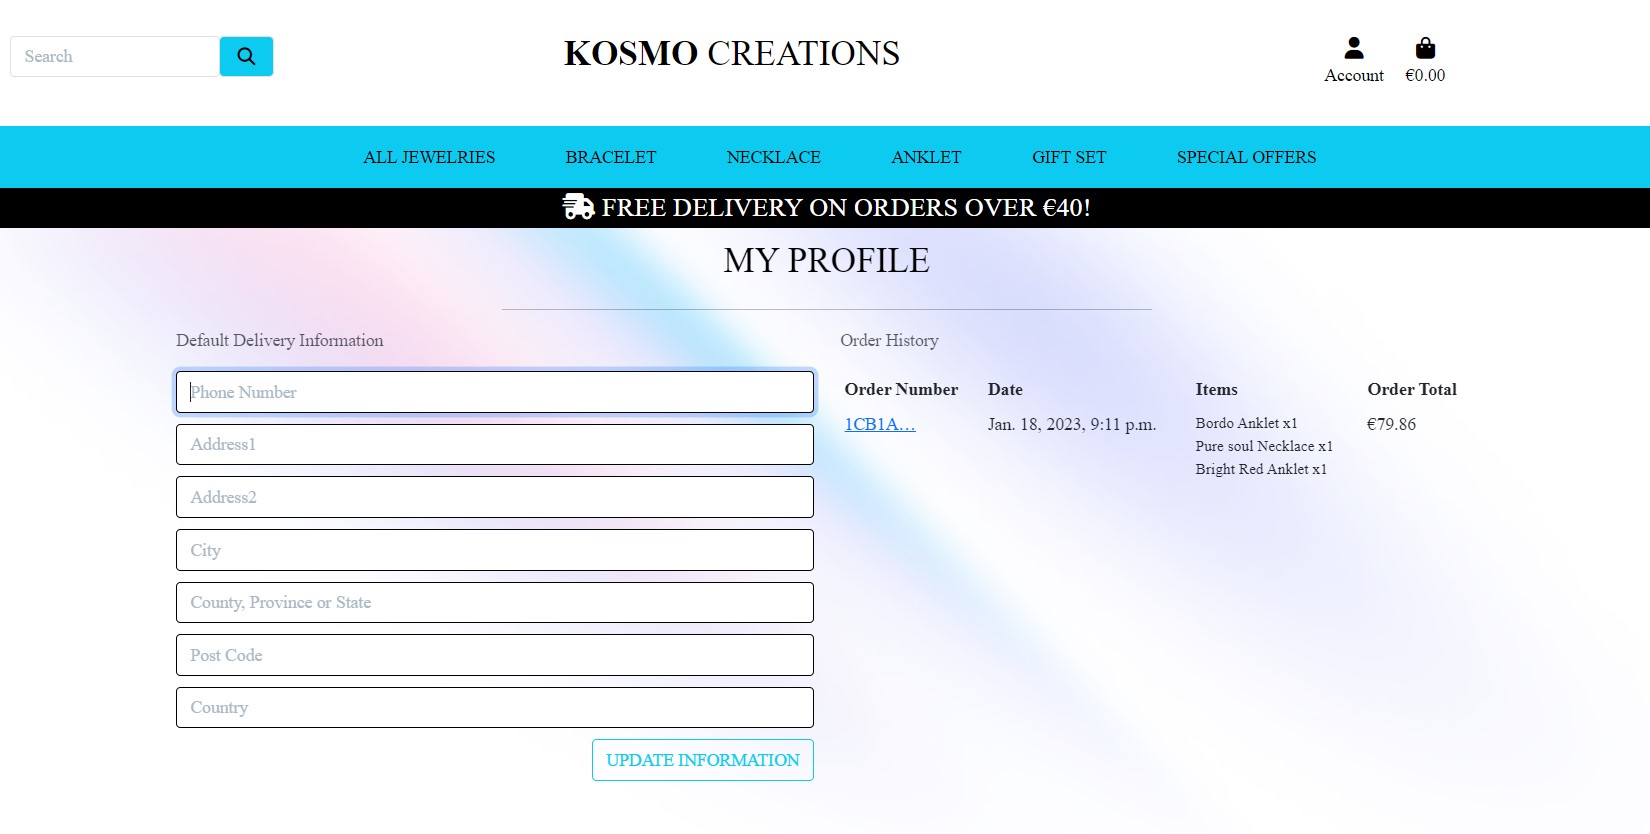 Search
KOSMO CREATIONS
Account
€0.00
ALL JEWELRIES
BRACELET
NECKLACE
ANKLET
GIFT SET
SPECIAL OFFERS
FREE DELIVERY ON ORDERS OVER €40!
MY PROFILE
Default Delivery Information
Phone Number
Address1
Address2
City
County, Province or State
Post Code
Country
UPDATE INFORMATION
Order History
Order Number Date Items Order Total
1CB1A... Jan. 18, 2023, 9:11 p.m. Bordo Anklet x1 €79.86
Pure soul Necklace x1
Bright Red Anklet x1